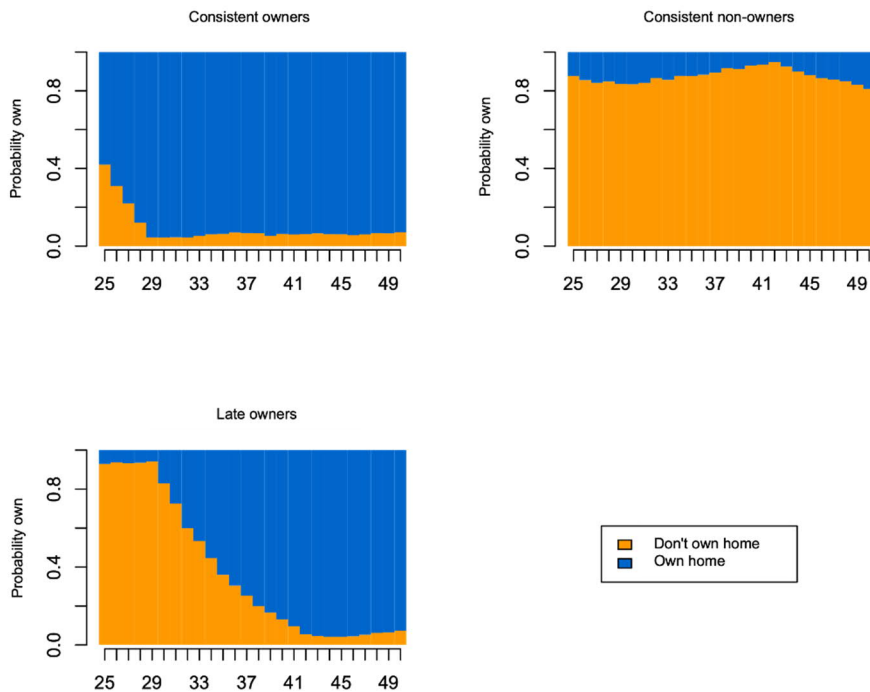 Consistent owners
Probability own
0.8
0.4
0.0
25 29 33 37 41 45 49
Consistent non-owners
Probability own
0.8
0.4
0.0
25 29 33 37 41 45 49
Late owners
Probability own
0.8
0.4
0.0
25 29 33 37 41 45 49
Don't own home
Own home